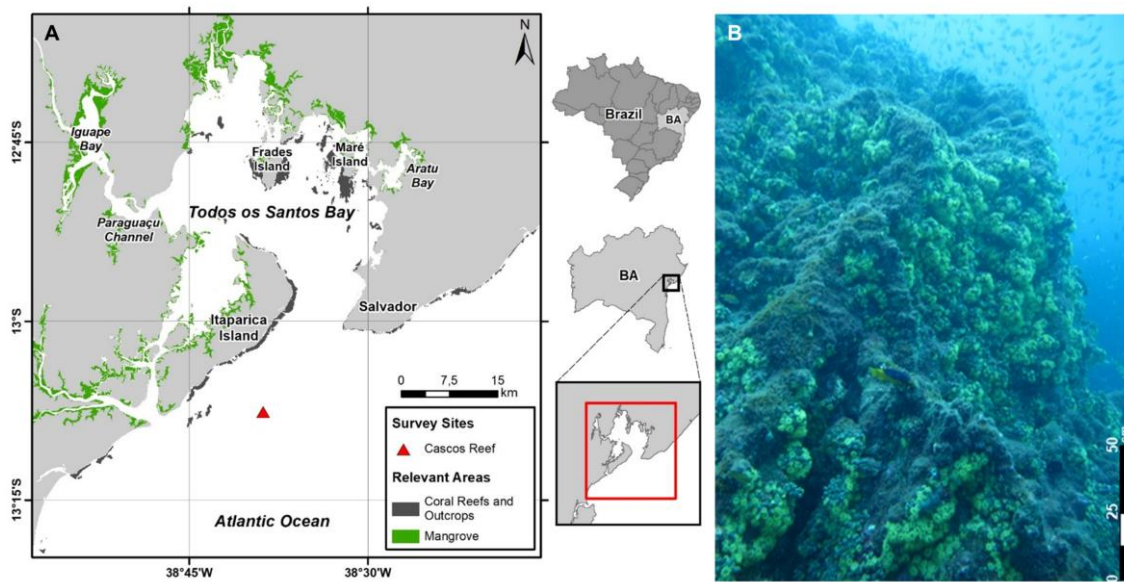 A
N
Iguape
Bay
Frades
Island
Maré
Island
Aratu
Bay
Paraguaçu
Channel
Todos os Santos Bay
Itaparica
Island
Salvador
0 7,5 15
km
Survey Sites
Cascos Reef
Relevant Areas
Coral Reefs and
Outcrops
Mangrove
Atlantic Ocean
12°45'S
13°S
13°15'S
38°45'W
38°30'W
Brazil
BA
BA
B
50
25